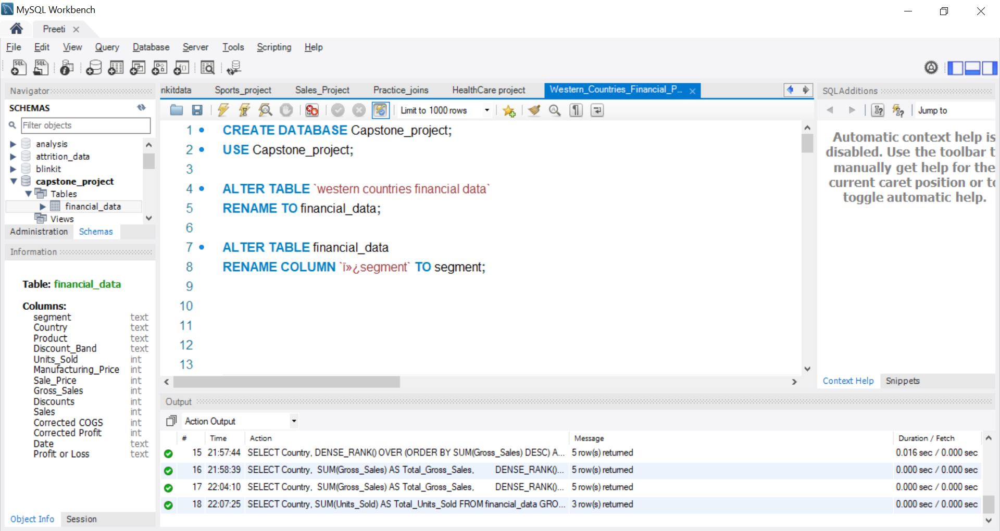 MySQL Workbench
Preeti
File Edit View Query Database Server Tools Scripting Help
Navigator
SCHEMAS
Filter objects
analysis
attrition_data
blinkit
capstone_project
Tables
financial_data
Views
Administration Schemas
Information
Table: financial_data
Columns:
segment text
Country text
Product text
Discount_Band text
Units_Sold int
Manufacturing_Price int
Sale_Price int
Gross_Sales int
Discounts int
Sales int
Corrected COGS int
Corrected Profit int
Date text
Profit or Loss text
Object Info Session
nkitdata Sports_project Sales_Project Practice_joins HealthCare project Western_Countries_Financial_P...
Limit to 1000 rows
1 CREATE DATABASE Capstone_project;
2 USE Capstone_project;
3
4 ALTER TABLE `western countries financial data`
5 RENAME TO financial_data;
6
7 ALTER TABLE financial_data
8 RENAME COLUMN `ï»¿segment` TO segment;
9
10
11
12
13
SQLAdditions
Jump to
Automatic context help is
disabled. Use the toolbar t
manually get help for the
current caret position or to
toggle automatic help.
Context Help Snippets
Output
Action Output
# Time Action Message Duration / Fetch
15 21:57:44 SELECT Country, DENSE_RANK() OVER (ORDER BY SUM(Gross_Sales) DESC) A... 5 row(s) returned 0.016 sec / 0.000 sec
16 21:58:39 SELECT Country, SUM(Gross_Sales) AS Total_Gross_Sales, DENSE_RANK()... 5 row(s) returned 0.000 sec / 0.000 sec
17 22:04:10 SELECT Country, SUM(Gross_Sales) AS Total_Gross_Sales, DENSE_RANK()... 5 row(s) returned 0.000 sec / 0.000 sec
18 22:07:25 SELECT Country, SUM(Units_Sold) AS Total_Units_Sold FROM financial_data GRO... 3 row(s) returned 0.000 sec / 0.000 sec